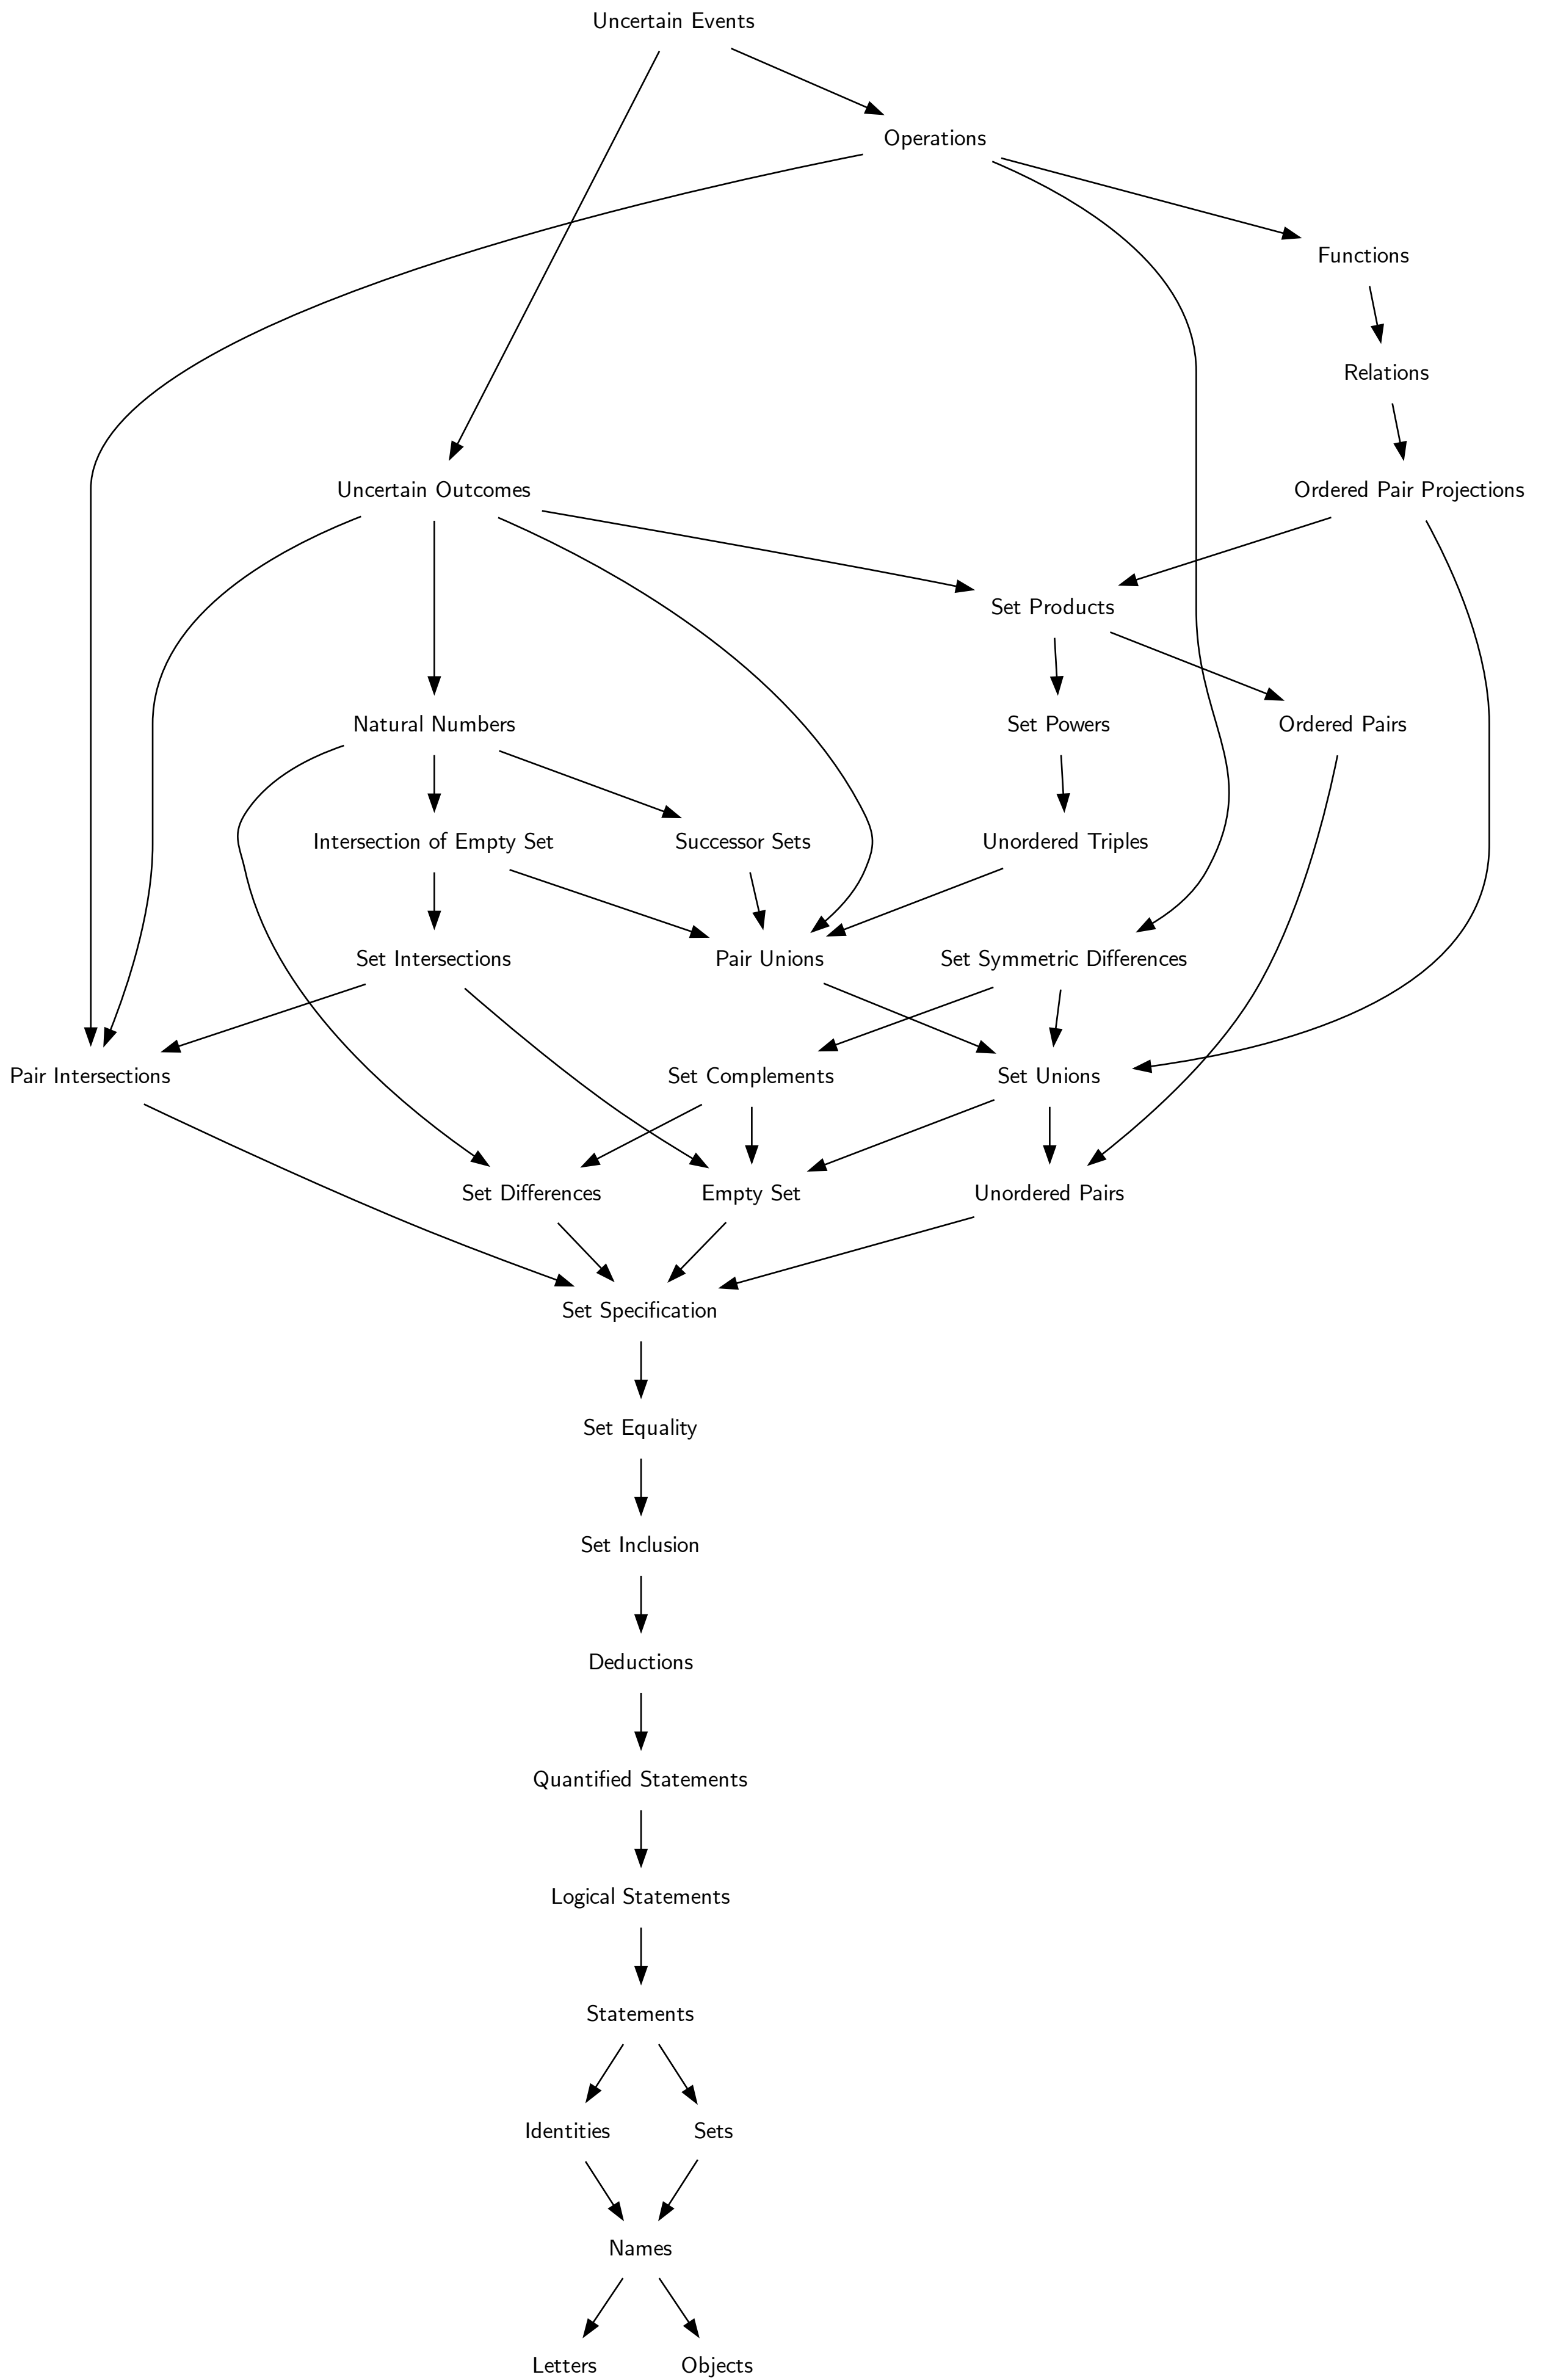 Uncertain Events
Operations
Functions
Relations
Uncertain Outcomes
Ordered Pair Projections
Set Products
Natural Numbers
Set Powers
Ordered Pairs
Intersection of Empty Set
Successor Sets
Unordered Triples
Set Intersections
Pair Unions
Set Symmetric Differences
Pair Intersections
Set Complements
Set Unions
Set Differences
Empty Set
Unordered Pairs
Set Specification
Set Equality
Set Inclusion
Deductions
Quantified Statements
Logical Statements
Statements
Identities
Sets
Names
Letters
Objects